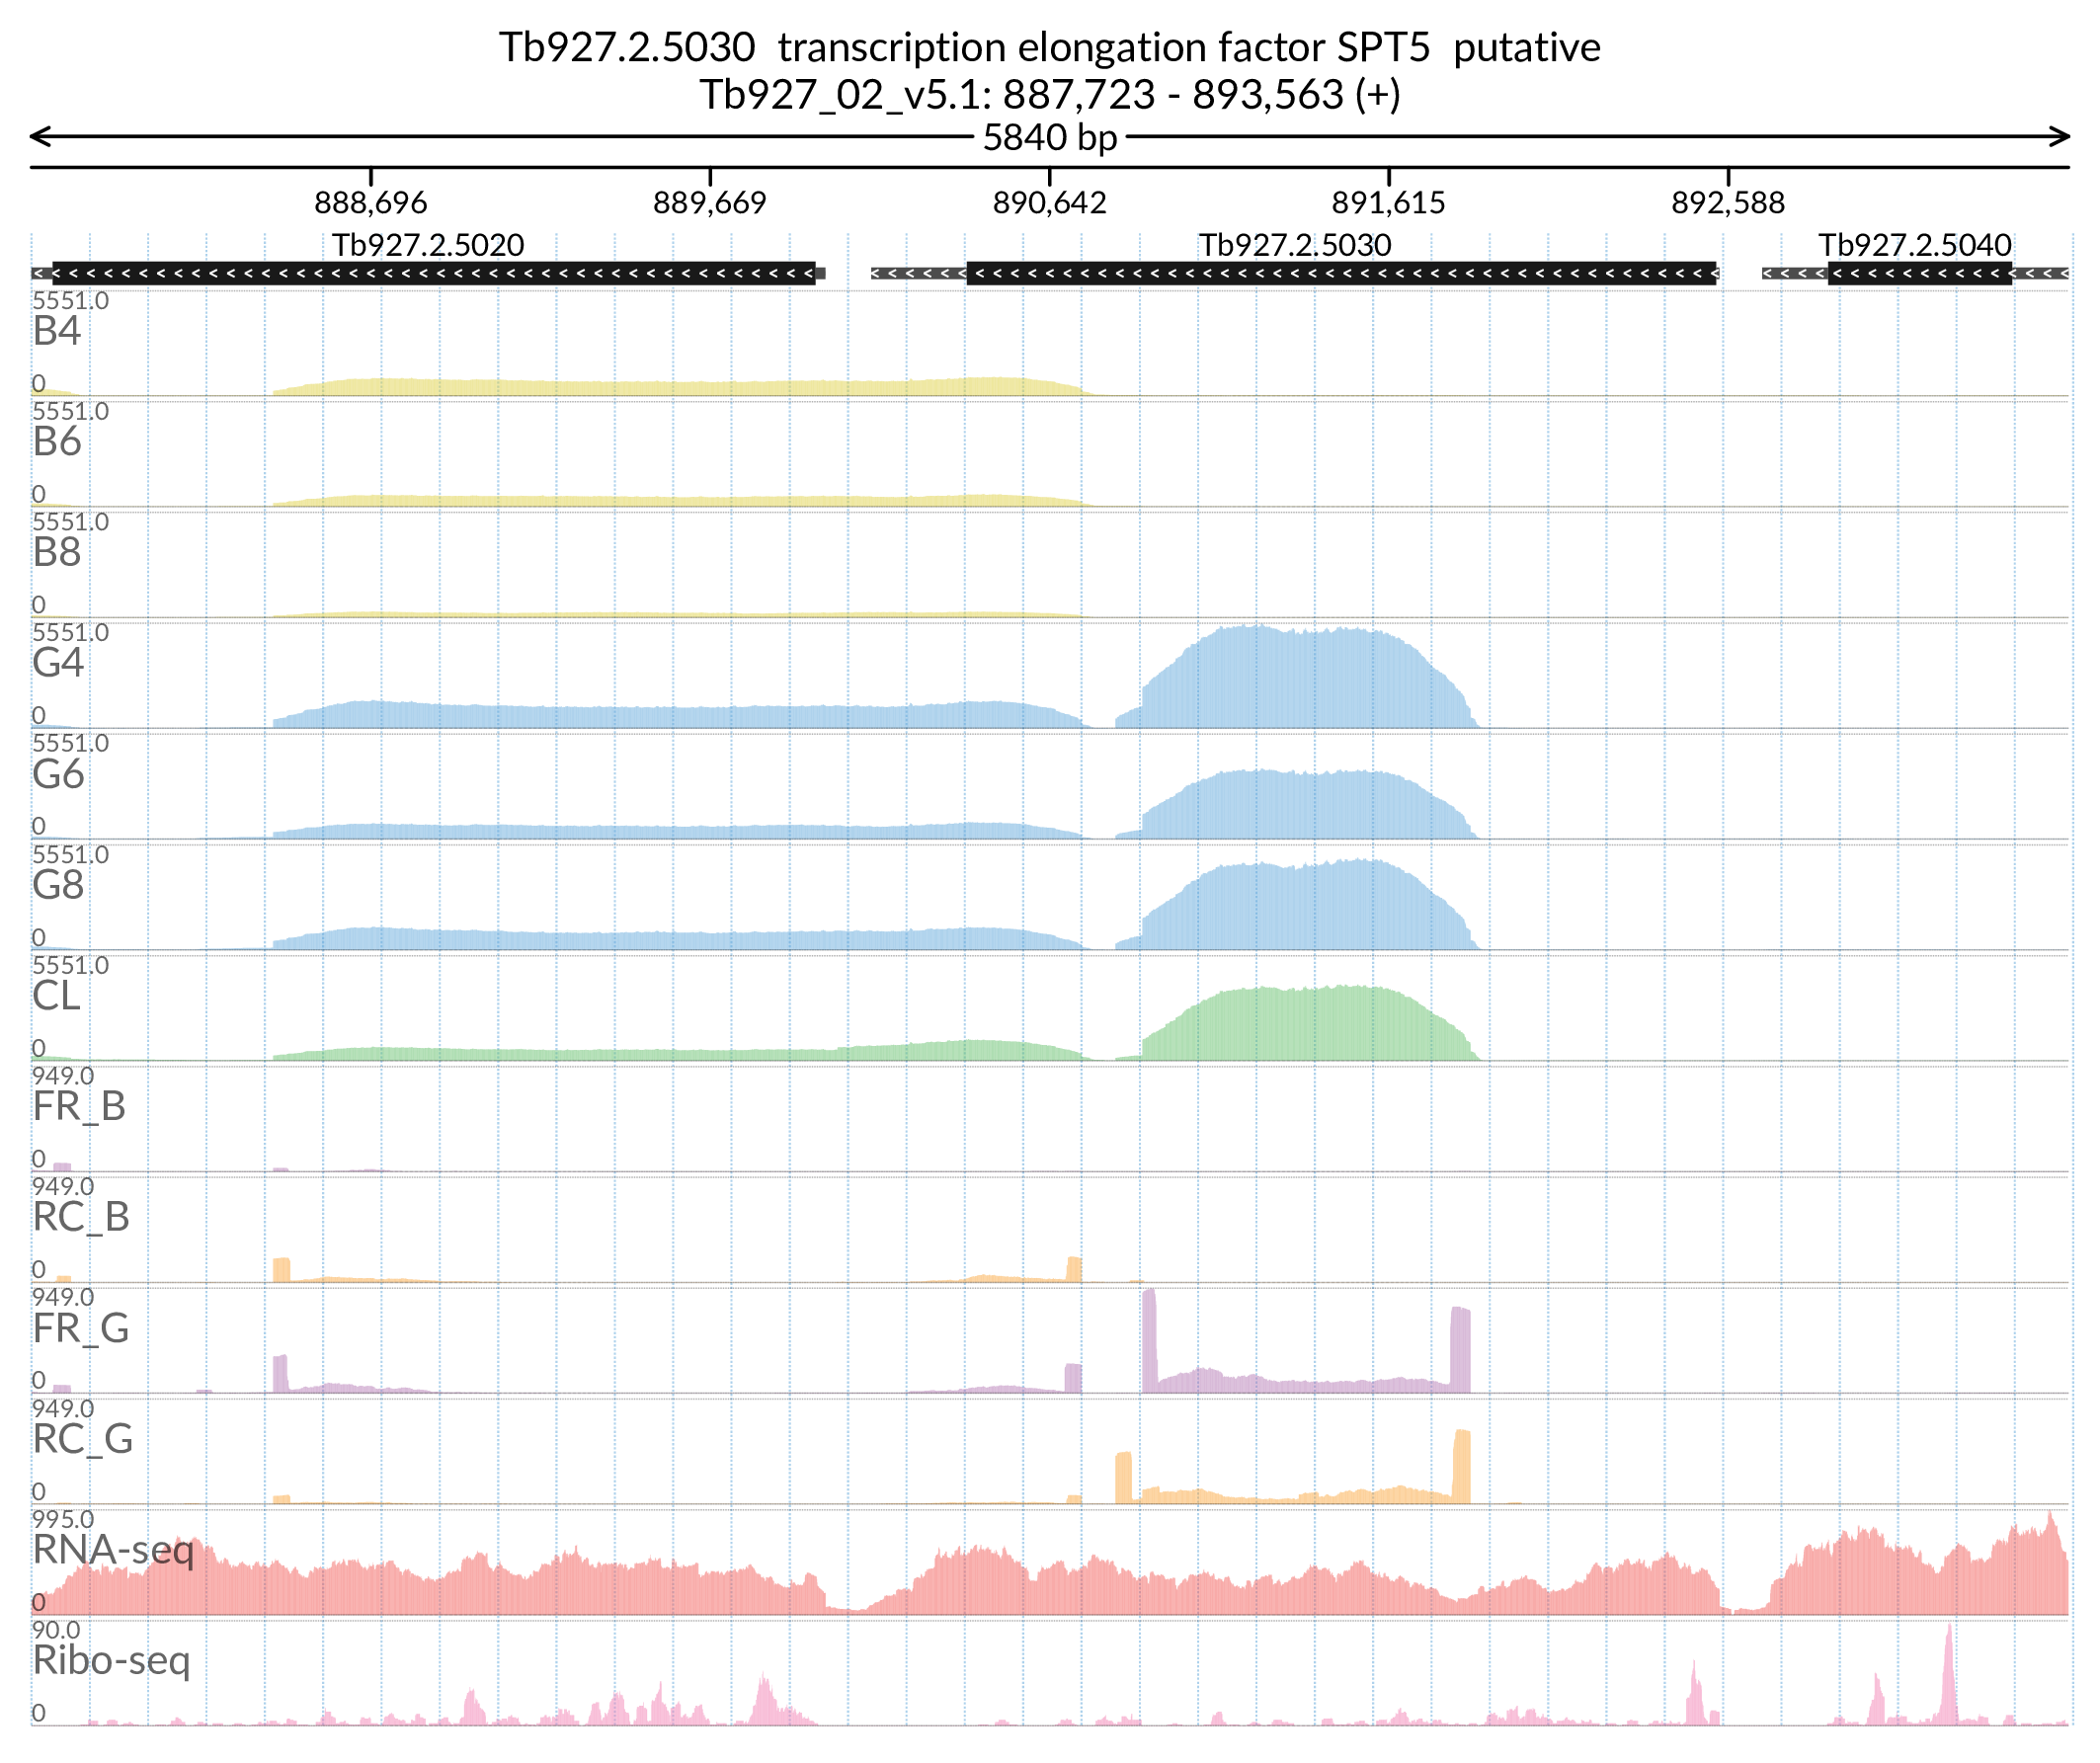 Tb927.2.5030  transcription elongation factor SPT5  putative
Tb927_02_v5.1: 887,723 - 893,563 (+)
5840 bp
888,696 889,669 890,642 891,615 892,588
Tb927.2.5020 Tb927.2.5030 Tb927.2.5040
5551.0
B4
0
5551.0
B6
0
5551.0
B8
0
5551.0
G4
0
5551.0
G6
0
5551.0
G8
0
5551.0
CL
0
949.0
FR_B
0
949.0
RC_B
0
949.0
FR_G
0
949.0
RC_G
0
995.0
RNA-seq
0
90.0
Ribo-seq
0